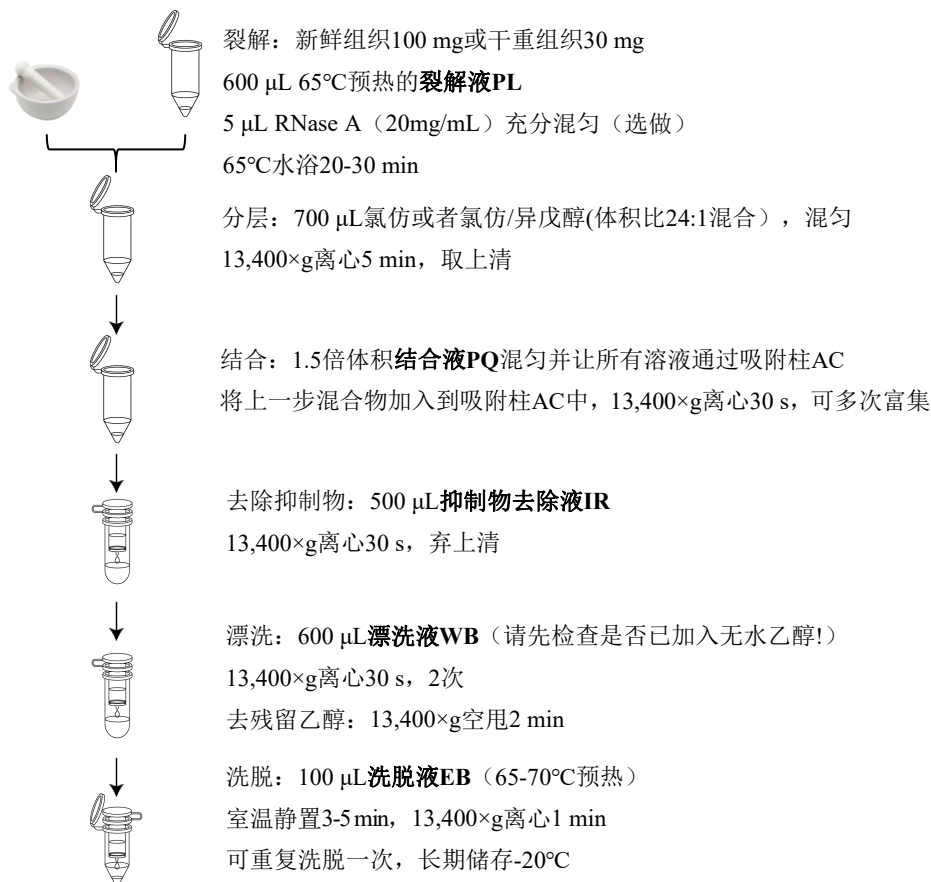 裂解：新鲜组织100 mg或干重组织30 mg
600 μL 65℃预热的裂解液PL
5 μL RNase A（20mg/mL）充分混匀（选做）
65℃水浴20-30 min
分层：700 μL氯仿或者氯仿/异戊醇(体积比24:1混合），混匀
13,400×g离心5 min，取上清
结合：1.5倍体积结合液PQ混匀并让所有溶液通过吸附柱AC
将上一步混合物加入到吸附柱AC中，13,400×g离心30 s，可多次富集
去除抑制物：500 μL抑制物去除液IR
13,400×g离心30 s，弃上清
漂洗：600 μL漂洗液WB（请先检查是否已加入无水乙醇!）
13,400×g离心30 s，2次
去残留乙醇：13,400×g空甩2 min
洗脱：100 μL洗脱液EB（65-70℃预热）
室温静置3-5min，13,400×g离心1 min
可重复洗脱一次，长期储存-20℃